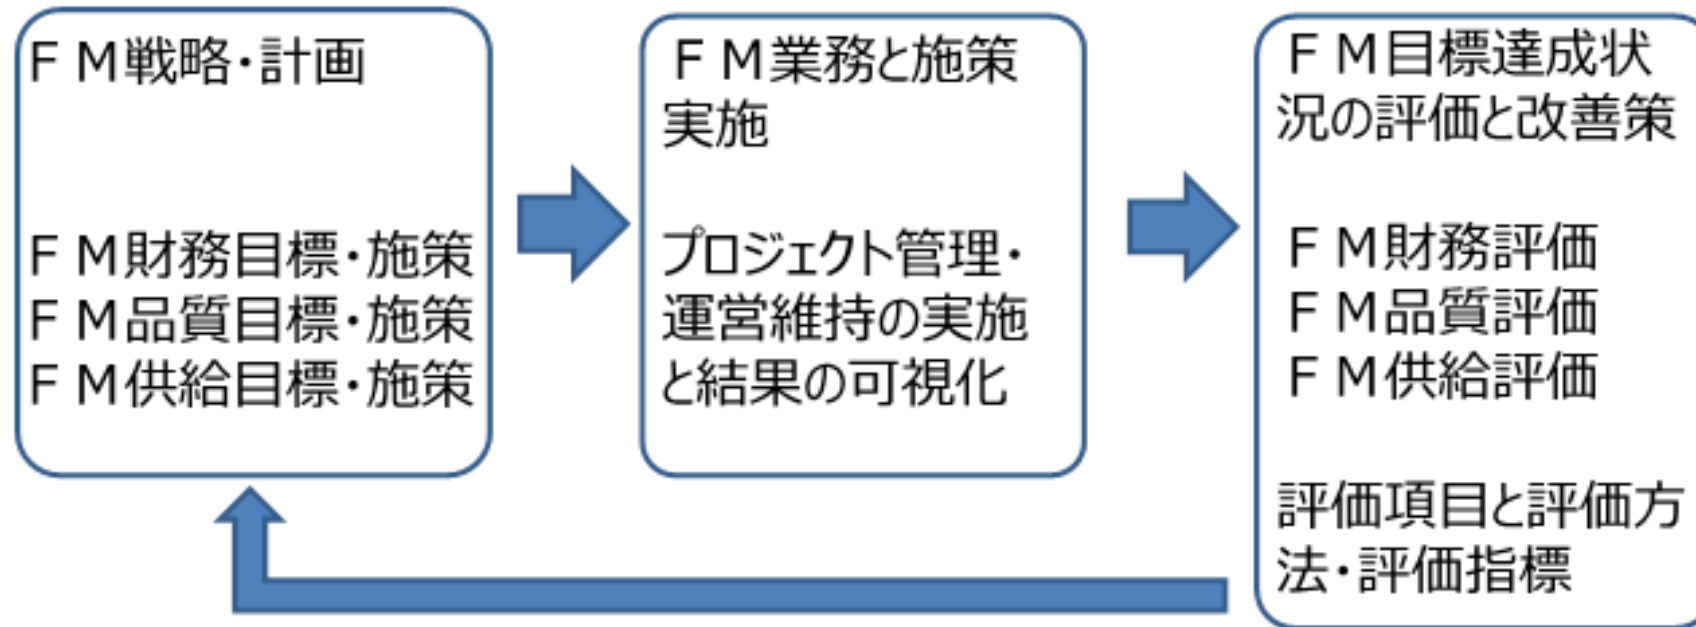 ＦＭ戦略・計画
ＦＭ財務目標・施策
ＦＭ品質目標・施策
ＦＭ供給目標・施策
ＦＭ業務と施策
実施
プロジェクト管理・
運営維持の実施
と結果の可視化
ＦＭ目標達成状
況の評価と改善策
ＦＭ財務評価
ＦＭ品質評価
ＦＭ供給評価
評価項目と評価方
法・評価指標